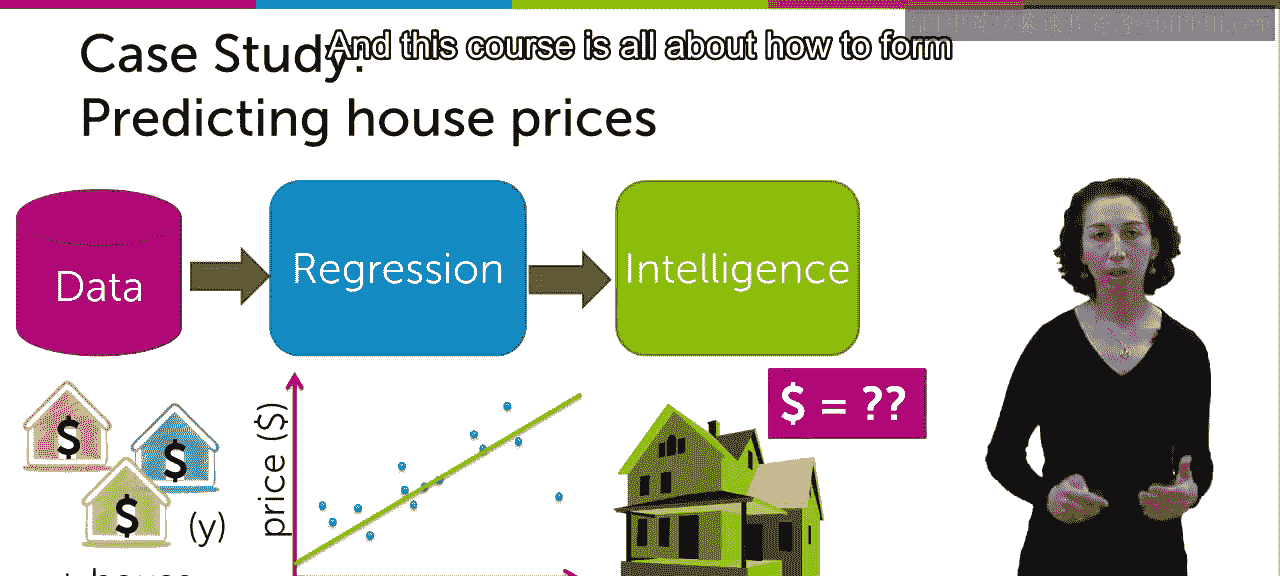 And this course is all about how to form
Case Study:
Predicting house prices
Data
Regression
Intelligence
$ = ??
$
$
$
(y)
price ($)